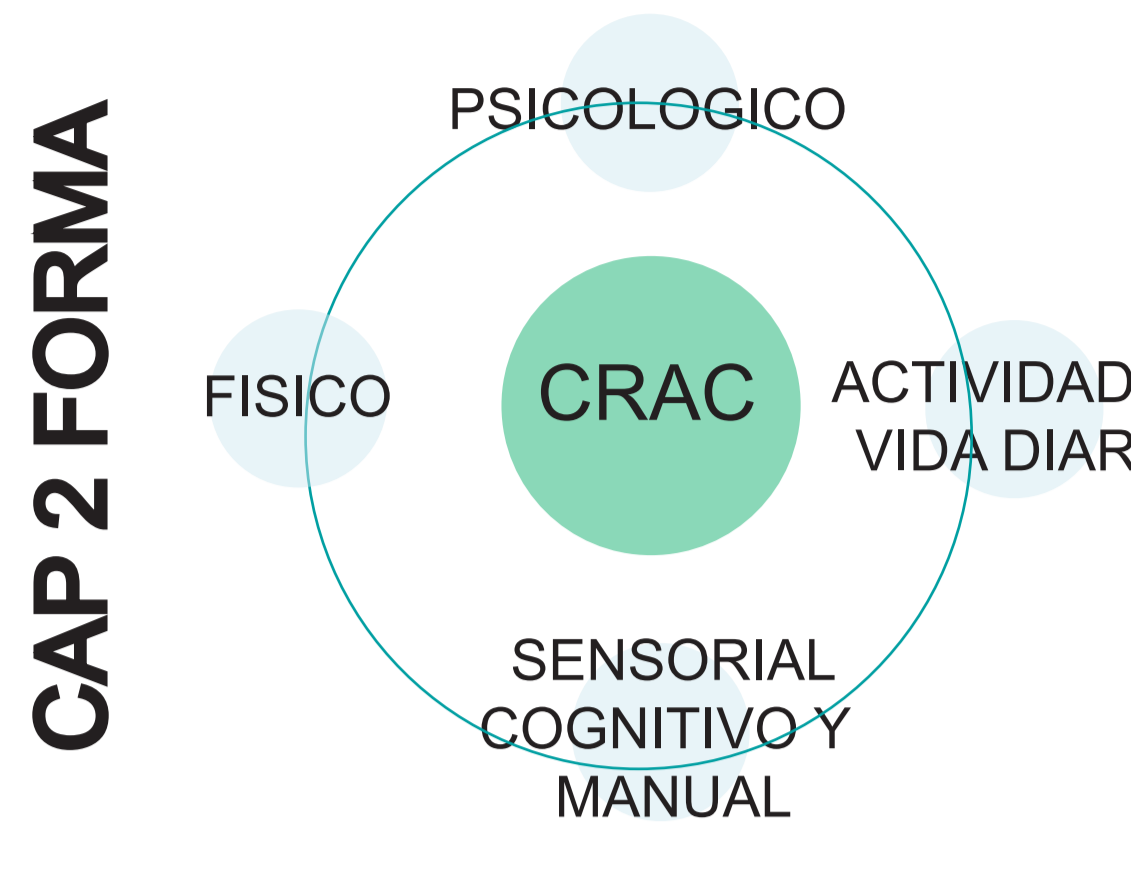 CAP 2 FORMA
PSICOLOGICO
FISICO
CRAC
ACTIVIDAD
VIDA DIAR
SENSORIAL
COGNITIVO Y
MANUAL